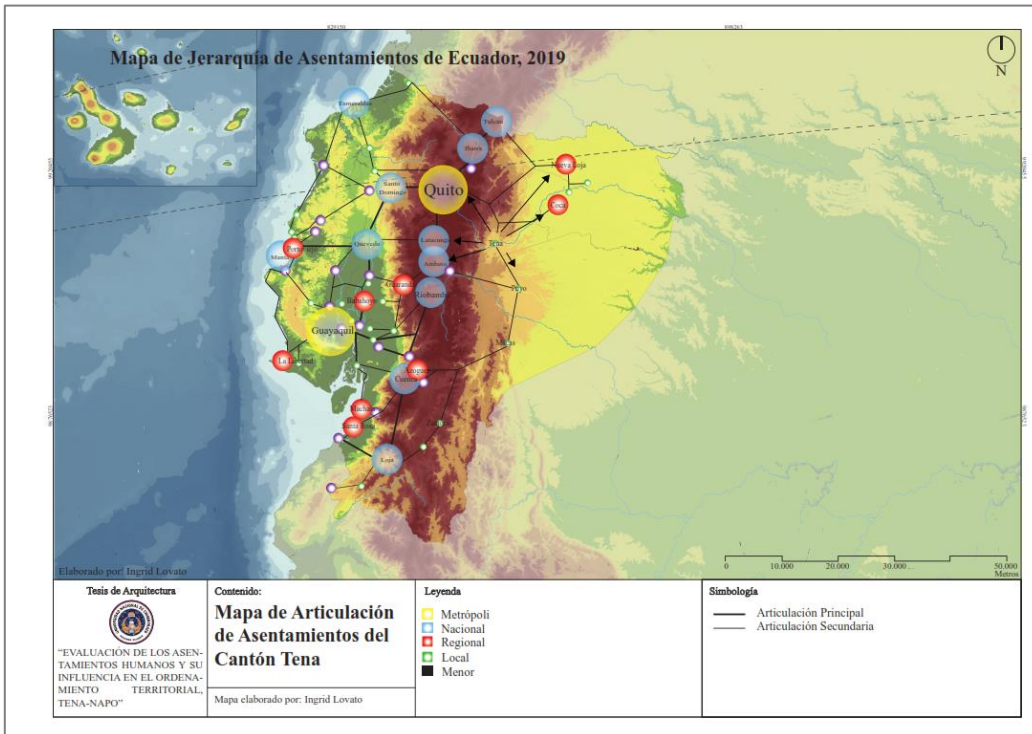 829150
898263
Mapa de Jerarquía de Asentamientos de Ecuador, 2019
N
Esmeraldas
Tulcán
Ibarra
Nueva Loja
Santo
Domingo
Quito
Coca
Portoviejo
Manta
Quevedo
Latacunga
Tena
Ambato
Guaranda
Puyo
Riobamba
Babahoyo
Guayaquil
Macas
La Libertad
Azogues
Cuenca
Machala
Santa Rosa
Loja
Elaborado por: Ingrid Lovato
0
10.000
20.000
30.000
...
50.000
Metros
Tesis de Arquitectura
“EVALUACIÓN DE LOS ASEN-
TAMIENTOS HUMANOS Y SU
INFLUENCIA EN EL ORDENA-
MIENTO TERRITORIAL,
TENA-NAPO”
Contenido:
Mapa de Articulación
de Asentamientos del
Cantón Tena
Mapa elaborado por: Ingrid Lovato
Leyenda
Metrópoli
Nacional
Regional
Local
Menor
Simbología
Articulación Principal
Articulación Secundaria